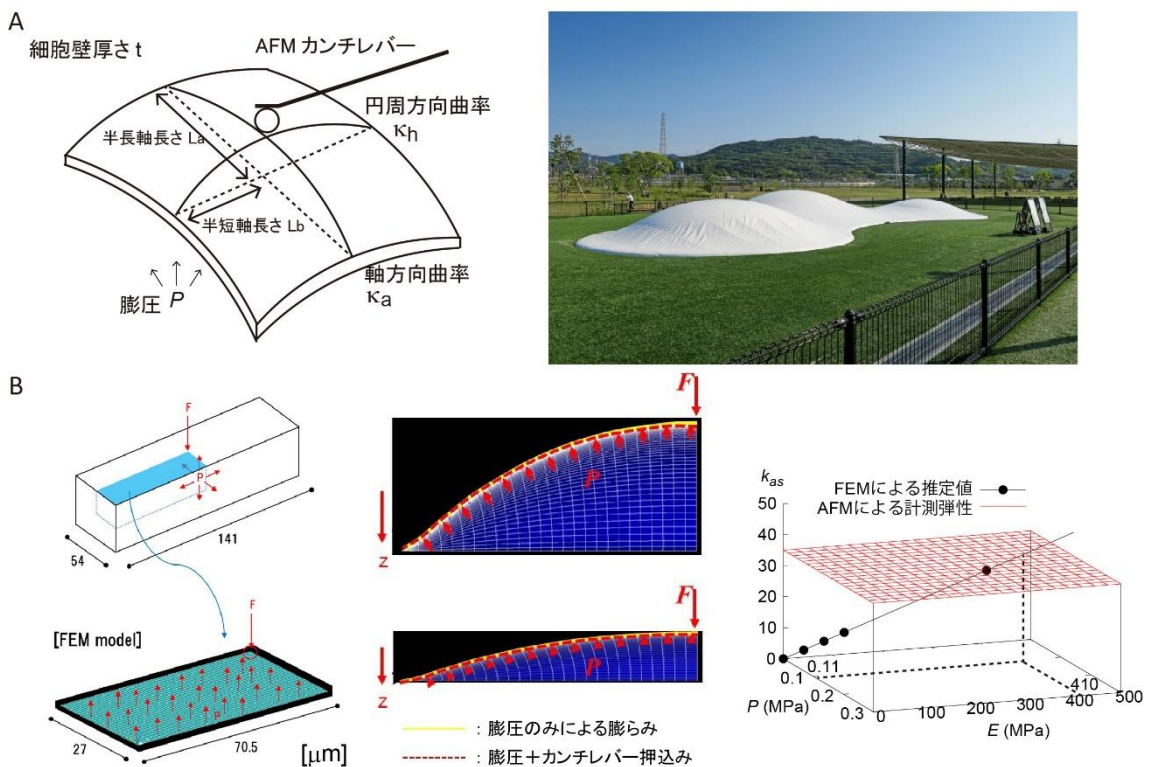 A
細胞壁厚さ t
AFM カンチレバー
円周方向曲率
κh
半長軸長さ La
半短軸長さ Lb
軸方向曲率
κa
膨圧 P
B
F
P
54
141
[FEM model]
F
P
27
70.5
[μm]
F
P
z
F
P
z
: 膨圧のみによる膨らみ
: 膨圧＋カンチレバー押込み
kas
FEMによる推定値
AFMによる計測弾性
50
40
30
20
10
0
0.1
0.11
0.2
0.3
P (MPa)
0
100
200
300
400
410
500
E (MPa)